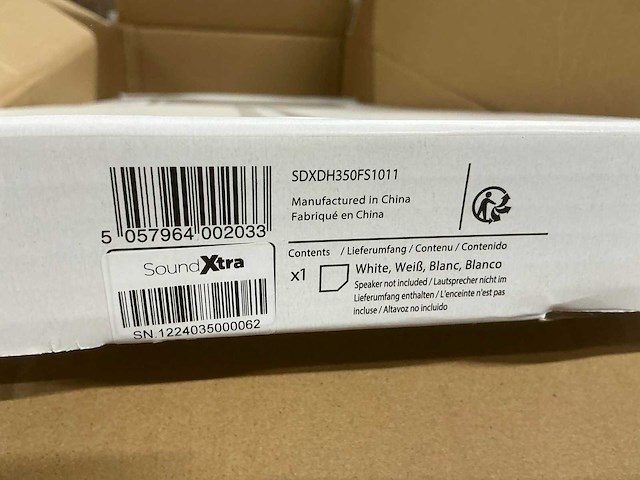 SDXDH350FS1011
Manufactured in China
Fabriqué en China
5 057964 002033
SoundXtra
SN.1224035000062
Contents / Lieferumfang / Contenu / Contenido
x1 White, Weiß, Blanc, Blanco
Speaker not included / Lautsprecher nicht im
Lieferumfang enthalten / L'enceinte n'est pas
incluse / Altavoz no incluido